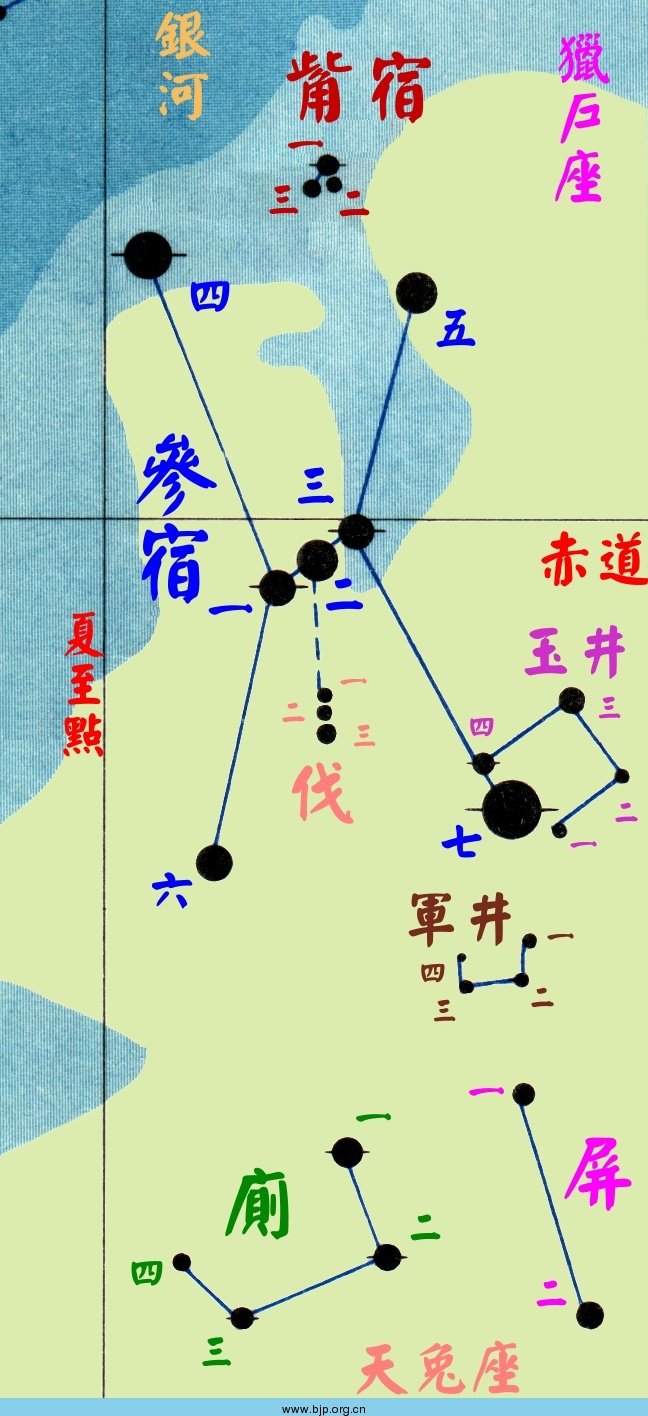 銀河
觜宿
獵戶座
一
三
二
四
五
參宿
三
一
二
赤道
夏至點
玉井
一
二
三
四
三
二
一
伐
七
六
軍井
一
四
二
三
一
屏
二
一
廁
二
四
三
天兔座
www.bjp.org.cn